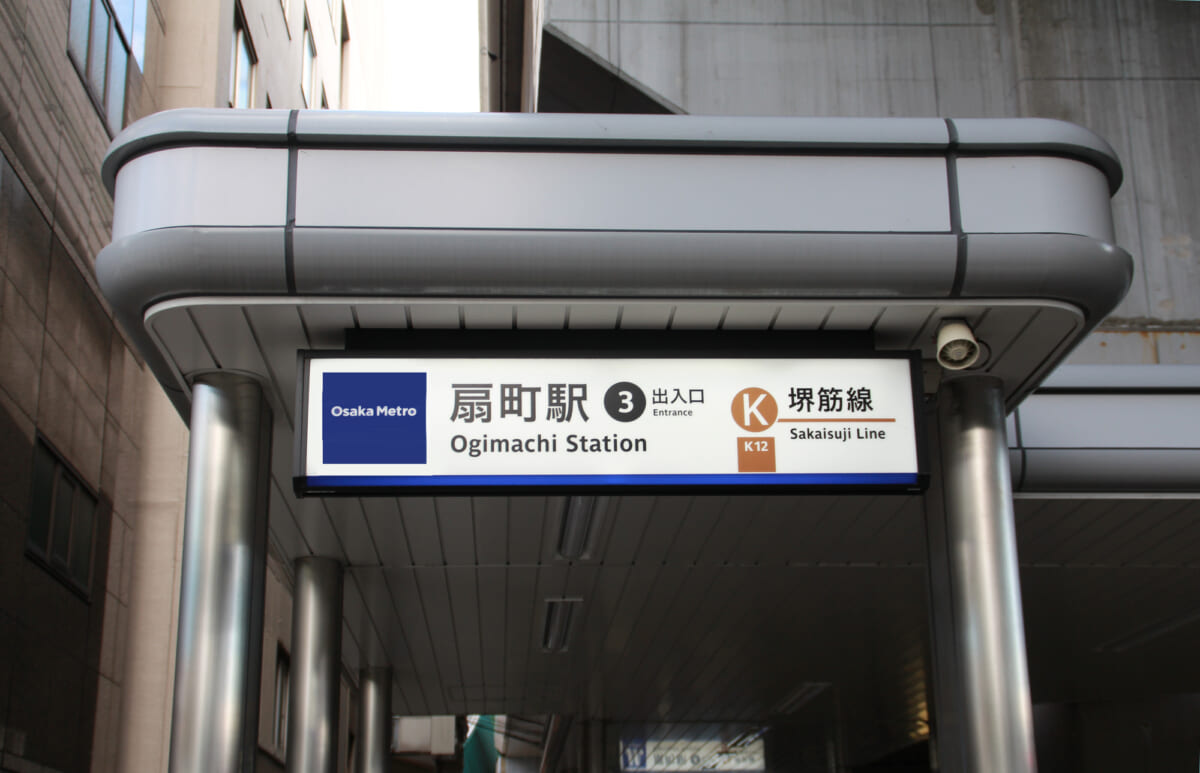 Osaka Metro
扇町駅
Ogimachi Station
3
出入口
Entrance
K
K12
堺筋線
Sakaisuji Line